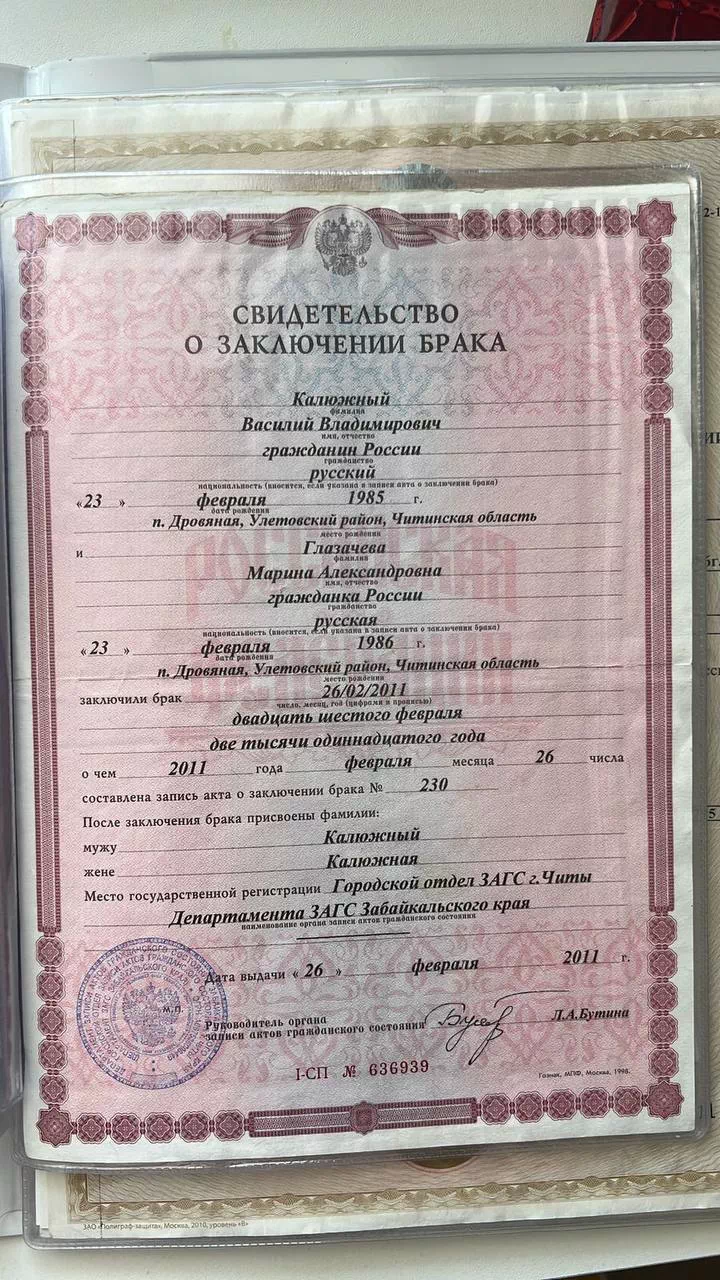 СВИДЕТЕЛЬСТВО
О ЗАКЛЮЧЕНИИ БРАКА
Калюжный
фамилия
Василий Владимирович
имя, отчество
гражданин России
гражданство
русский
национальность (вносится, если указана в записи акта о заключении брака)
«23 » февраля 1985 г.
дата рождения
п. Дровяная, Улетовский район, Читинская область
место рождения
и Глазачева
фамилия
Марина Александровна
имя, отчество
гражданка России
гражданство
русская
национальность (вносится, если указана в записи акта о заключении брака)
«23 » февраля 1986 г.
дата рождения
п. Дровяная, Улетовский район, Читинская область
место рождения
заключили брак 26/02/2011
число, месяц, год (цифрами и прописью)
двадцать шестого февраля
две тысячи одиннадцатого года
о чем 2011 года февраля месяца 26 числа
составлена запись акта о заключении брака № 230
После заключения брака присвоены фамилии:
мужу Калюжный
жене Калюжная
Место государственной регистрации Городской отдел ЗАГС г.Читы
Департамента ЗАГС Забайкальского края
наименование органа записи актов гражданского состояния
Дата выдачи « 26 » февраля 2011 г.
М.П.
Руководитель органа
записи актов гражданского состояния Л.А.Бутина
I-СП № 636939
Гознак, МПФ, Москва, 1998.
ЗАО «Полиграф-защита», Москва, 2010, уровень «В»